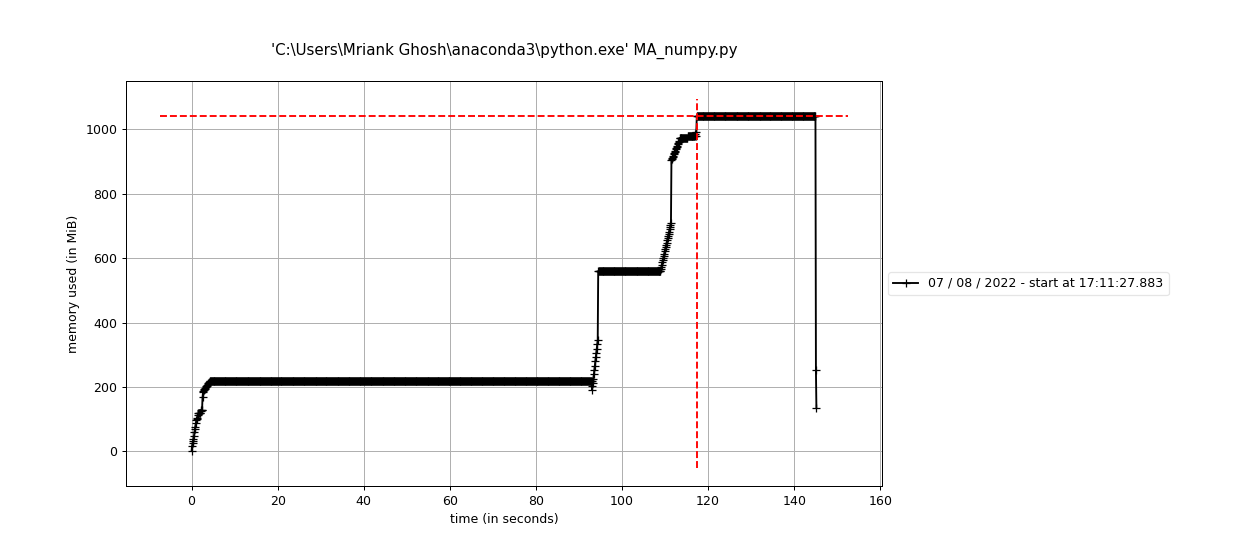 'C:\Users\Mriank Ghosh\anaconda3\python.exe' MA_numpy.py
1000
800
600
400
200
0
memory used (in MiB)
0 20 40 60 80 100 120 140 160
time (in seconds)
07 / 08 / 2022 - start at 17:11:27.883